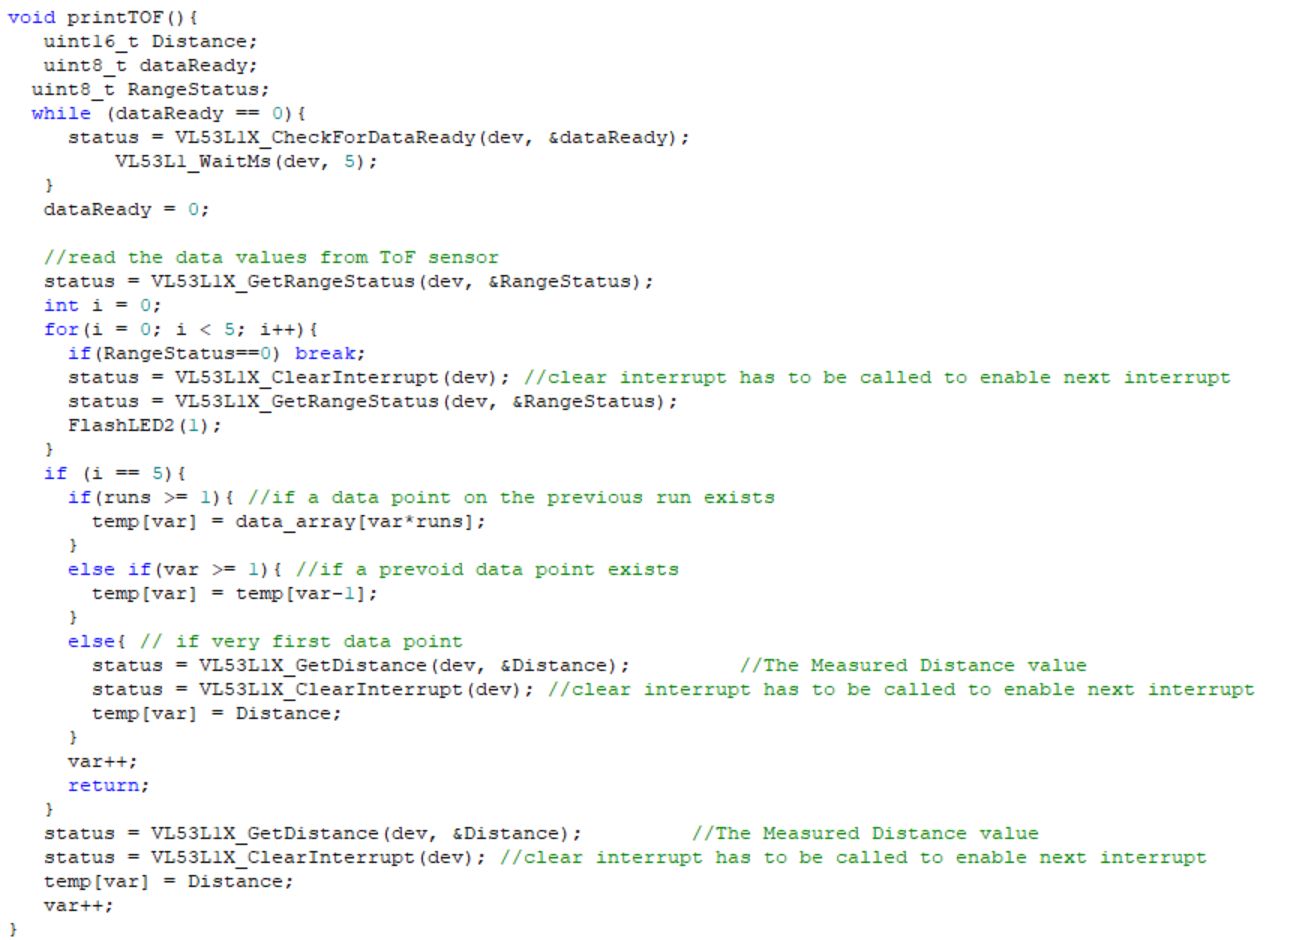 void printTOF(){
uint16_t Distance;
uint8_t dataReady;
uint8_t RangeStatus;
while (dataReady == 0){
status = VL53L1X_CheckForDataReady(dev, &dataReady);
VL53L1_WaitMs(dev, 5);
}
dataReady = 0;
//read the data values from ToF sensor
status = VL53L1X_GetRangeStatus(dev, &RangeStatus);
int i = 0;
for(i = 0; i < 5; i++){
if(RangeStatus==0) break;
status = VL53L1X_ClearInterrupt(dev); //clear interrupt has to be called to enable next interrupt
status = VL53L1X_GetRangeStatus(dev, &RangeStatus);
FlashLED2(1);
}
if (i == 5){
if(runs >= 1){ //if a data point on the previous run exists
temp[var] = data_array[var*runs];
}
else if(var >= 1){ //if a prevoid data point exists
temp[var] = temp[var-1];
}
else{ // if very first data point
status = VL53L1X_GetDistance(dev, &Distance); //The Measured Distance value
status = VL53L1X_ClearInterrupt(dev); //clear interrupt has to be called to enable next interrupt
temp[var] = Distance;
}
var++;
return;
}
status = VL53L1X_GetDistance(dev, &Distance); //The Measured Distance value
status = VL53L1X_ClearInterrupt(dev); //clear interrupt has to be called to enable next interrupt
temp[var] = Distance;
var++;
}